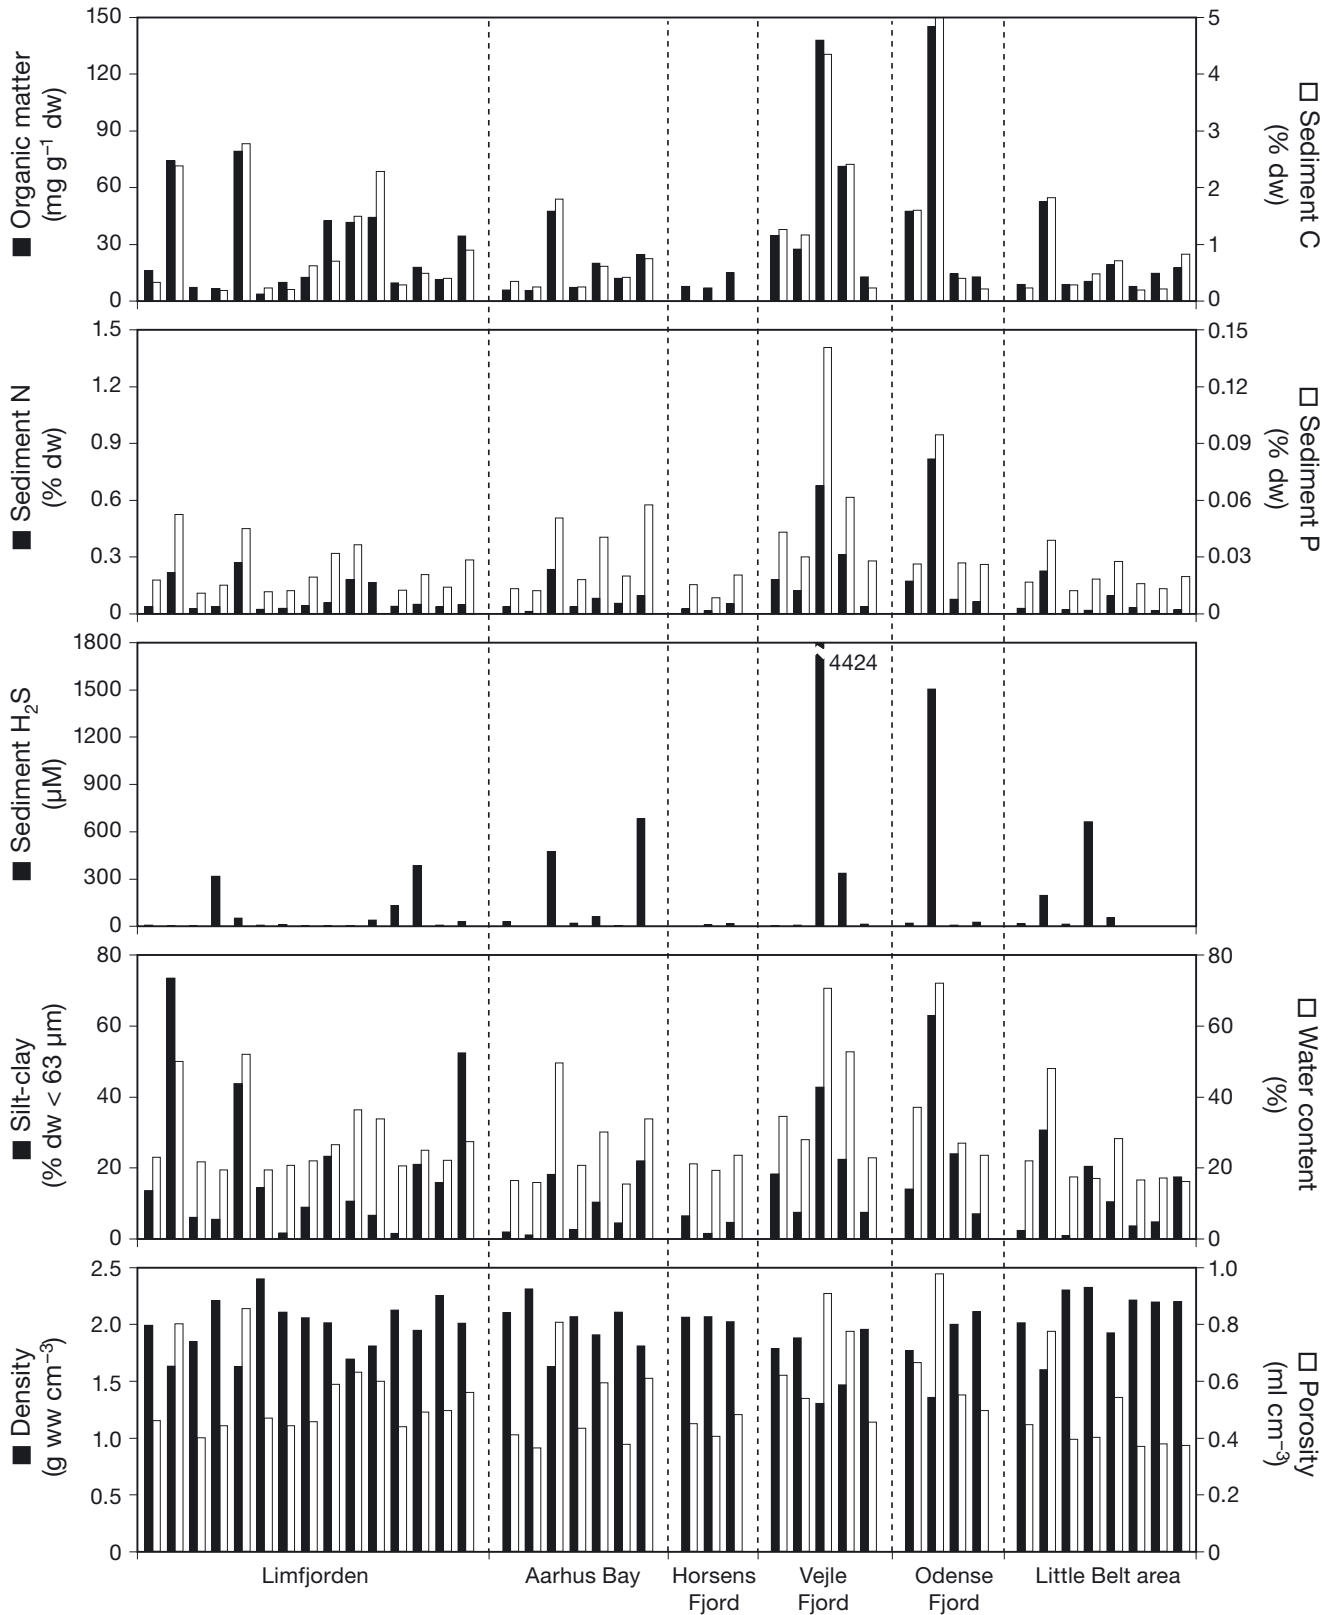 ■ Organic matter
(mg g⁻¹ dw)
150
120
90
60
30
0
5
4
3
2
1
0
□ Sediment C
(% dw)
■ Sediment N
(% dw)
1.5
1.2
0.9
0.6
0.3
0
0.15
0.12
0.09
0.06
0.03
0
□ Sediment P
(% dw)
■ Sediment H₂S
(µM)
1800
1500
1200
900
600
300
0
4424
■ Silt-clay
(% dw < 63 µm)
80
60
40
20
0
80
60
40
20
0
□ Water content
(%)
■ Density
(g ww cm⁻³)
2.5
2.0
1.5
1.0
0.5
0
1.0
0.8
0.6
0.4
0.2
0
□ Porosity
(ml cm⁻³)
Limfjorden
Aarhus Bay
Horsens
Fjord
Vejle
Fjord
Odense
Fjord
Little Belt area